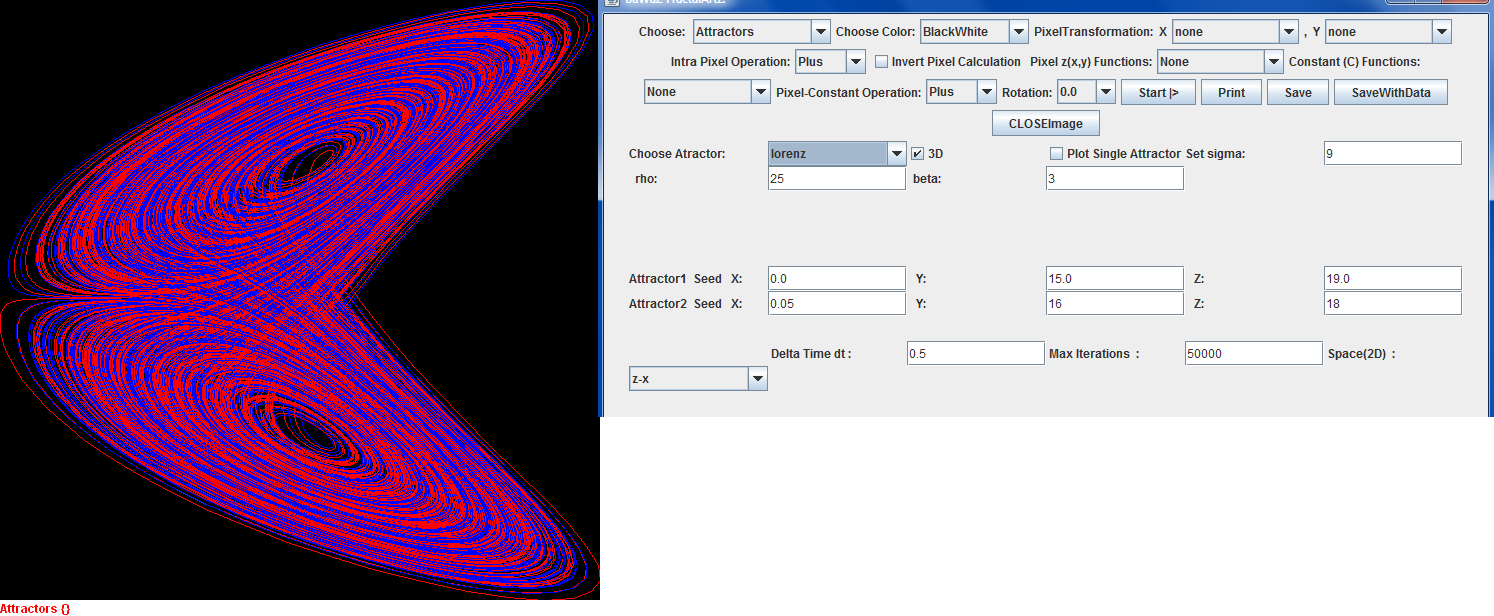 Choose: Attractors Choose Color: BlackWhite PixelTransformation: X none , Y none
Intra Pixel Operation: Plus Invert Pixel Calculation Pixel z(x,y) Functions: None Constant (C) Functions:
None Pixel-Constant Operation: Plus Rotation: 0.0 Start |> Print Save SaveWithData
CLOSEImage
Choose Atractor: lorenz 3D Plot Single Attractor Set sigma: 9
rho: 25 beta: 3
Attractor1 Seed X: 0.0 Y: 15.0 Z: 19.0
Attractor2 Seed X: 0.05 Y: 16 Z: 18
Delta Time dt : 0.5 Max Iterations : 50000 Space(2D) :
z-x
Attractors {}